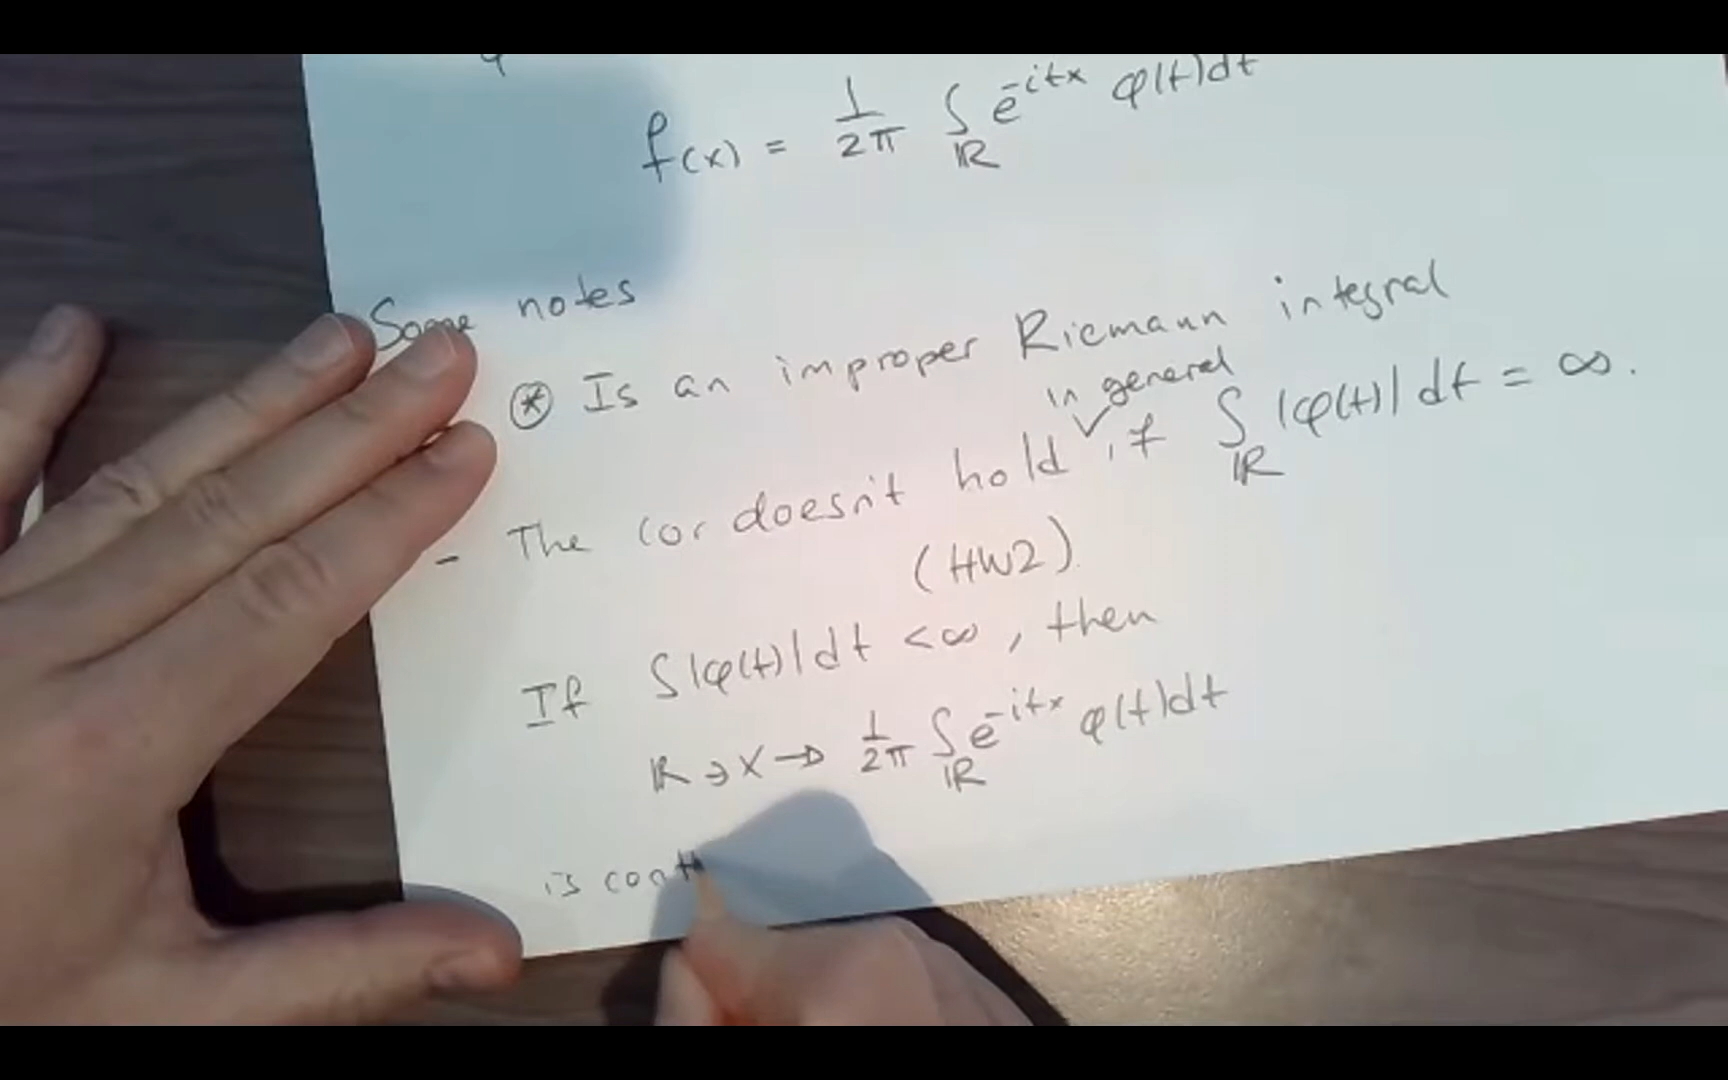 f(x) = 1/2π ∫_ℝ e^{-itx} φ(t)dt
Some notes
⊛ Is an improper Riemann integral
in general
- The Cor doesn't hold ✓ if ∫_ℝ |φ(t)| dt = ∞.
(HW2)
If ∫|φ(t)|dt < ∞, then
ℝ ∋ x → 1/2π ∫_ℝ e^{-itx} φ(t)dt
is cont